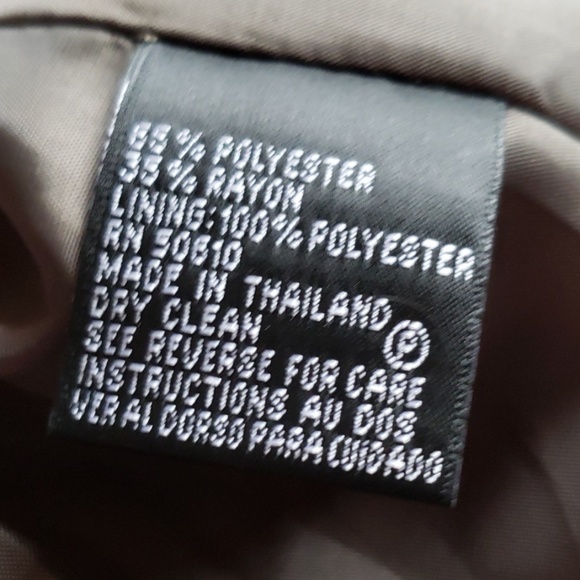 65% POLYESTER
35% RAYON
LINING: 100% POLYESTER
RN 50610
MADE IN THAILAND
DRY CLEAN Ⓟ
SEE REVERSE FOR CARE
INSTRUCTIONS AU DOS
VER AL DORSO PARA CUIDADO